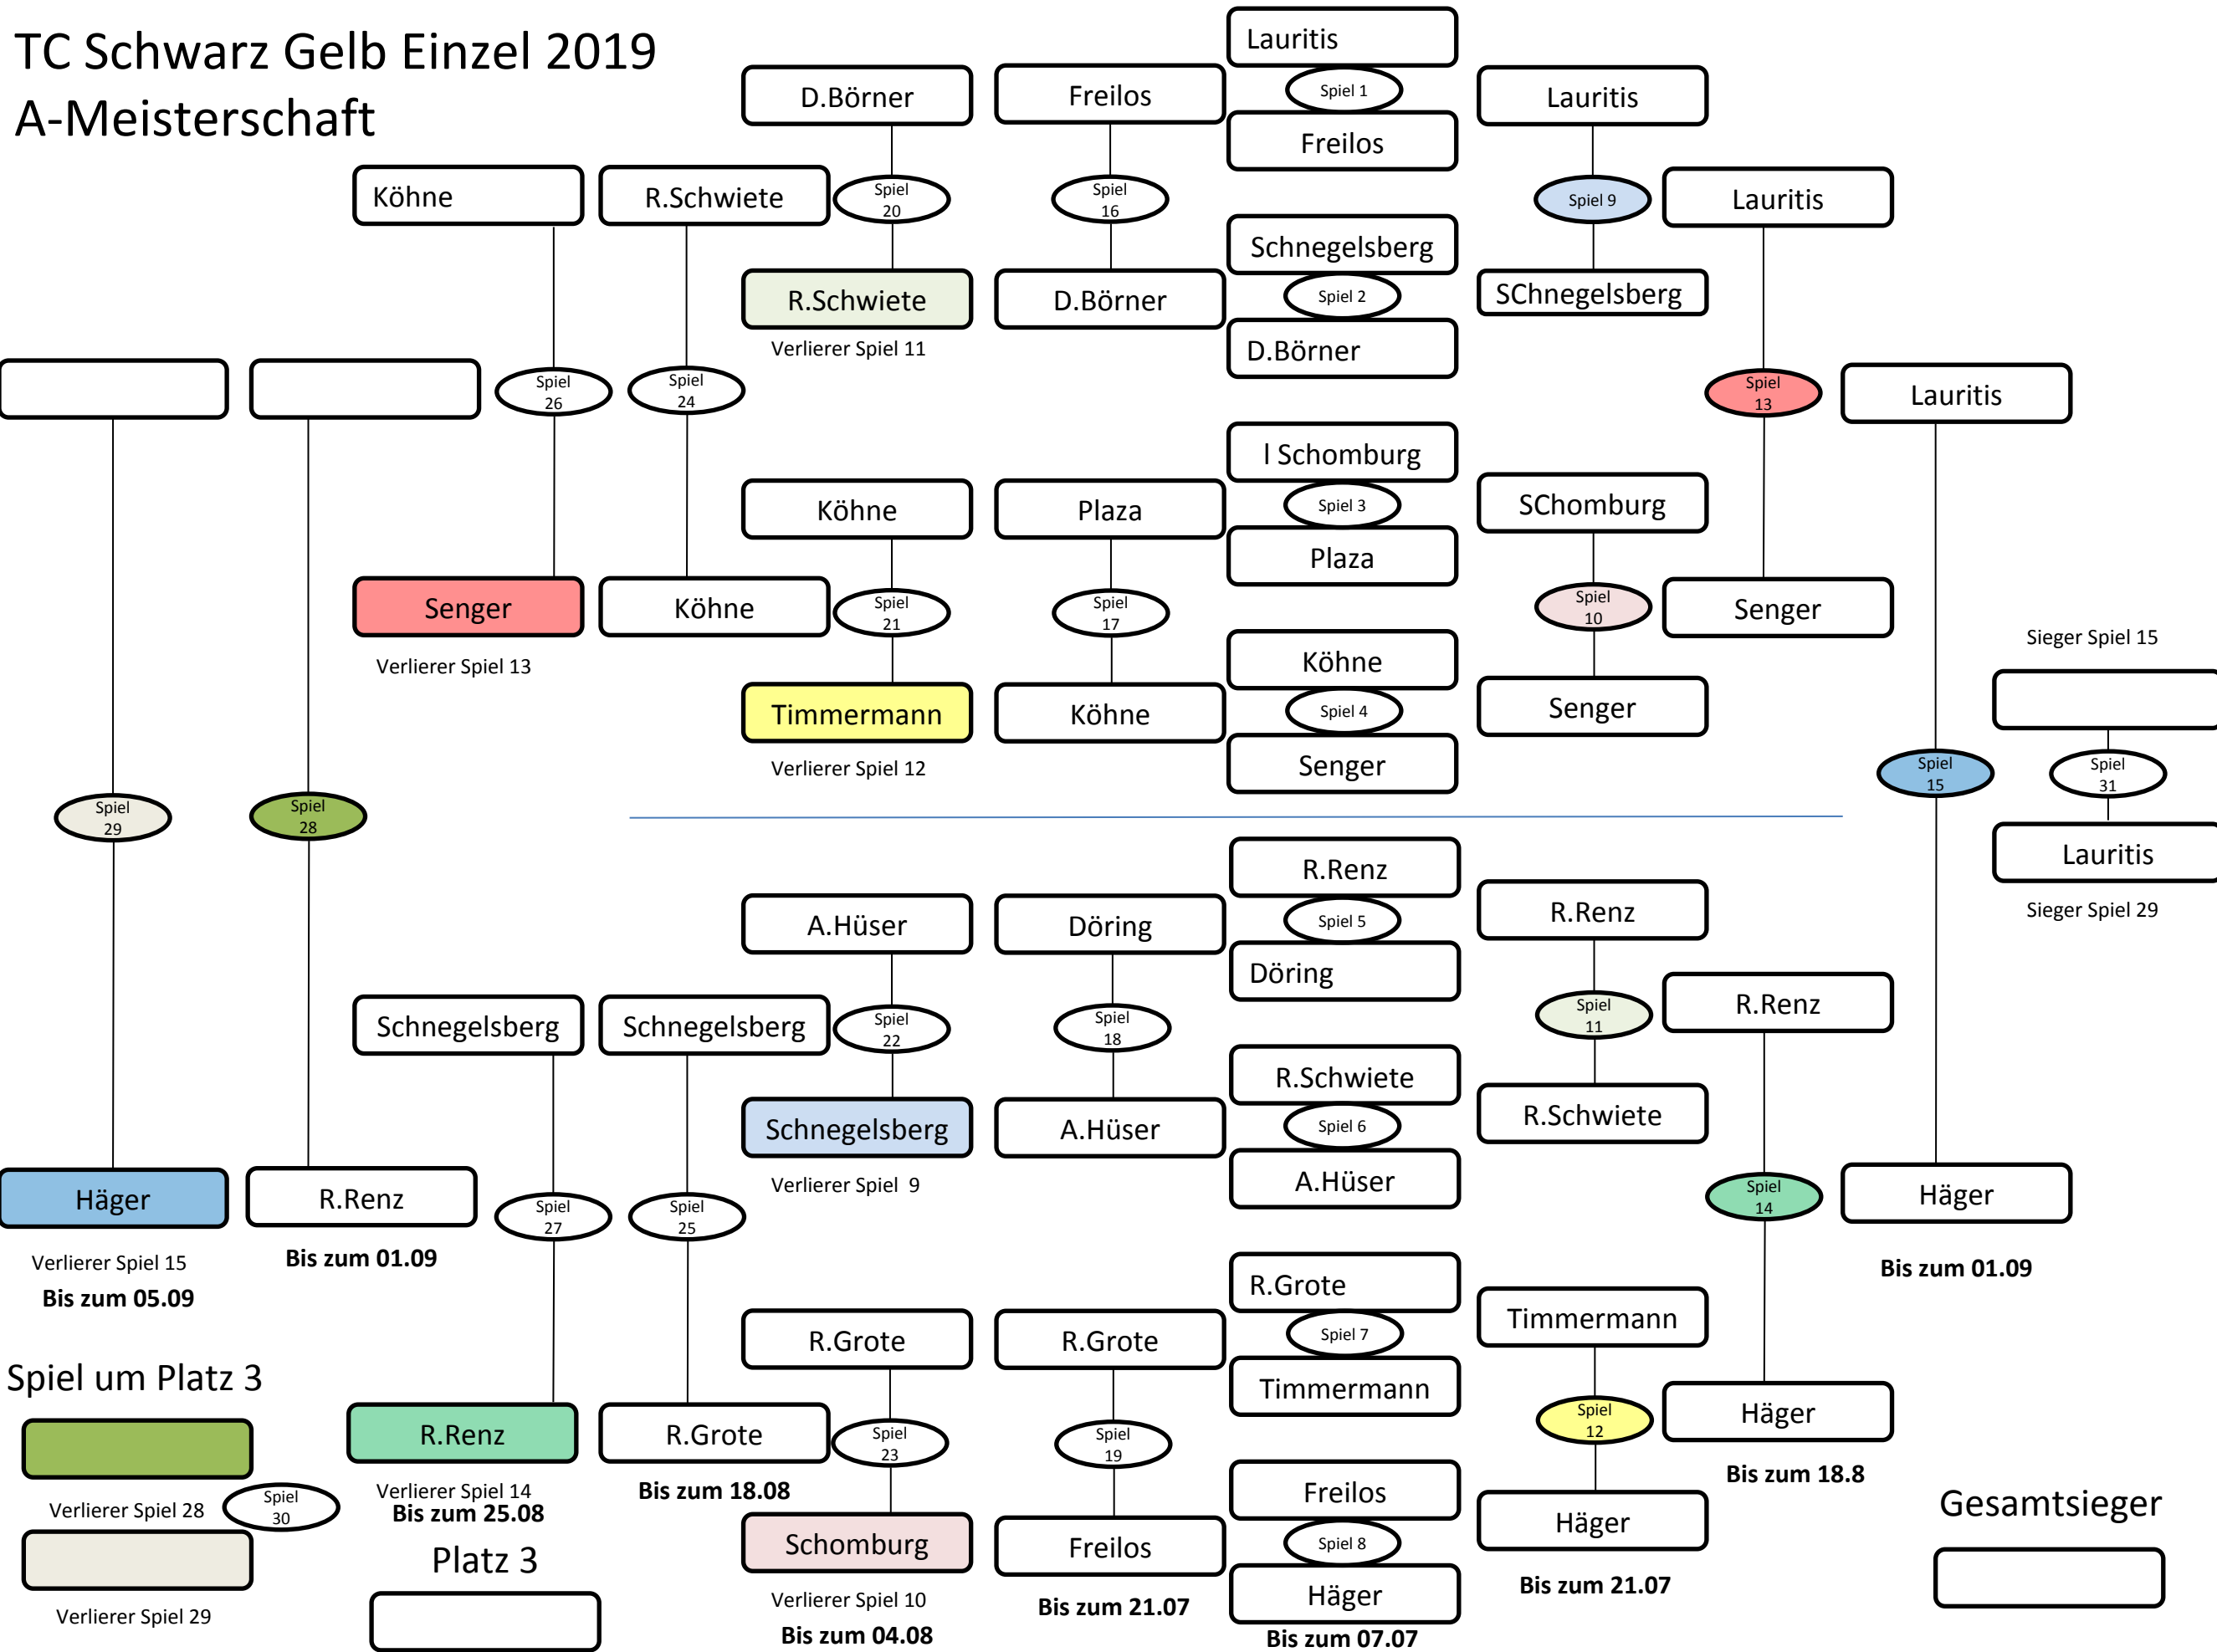 TC Schwarz Gelb Einzel 2019
A-Meisterschaft
Lauritis
Spiel 1
Freilos
Schnegelsberg
Spiel 2
D.Börner
I Schomburg
Spiel 3
Plaza
Köhne
Spiel 4
Senger
R.Renz
Spiel 5
Döring
R.Schwiete
Spiel 6
A.Hüser
R.Grote
Spiel 7
Timmermann
Freilos
Spiel 8
Häger
Bis zum 07.07
Lauritis
Spiel 9
SChnegelsberg
SChomburg
Spiel
10
Senger
R.Renz
Spiel
11
R.Schwiete
Timmermann
Spiel
12
Häger
Bis zum 21.07
Lauritis
Spiel
13
Senger
R.Renz
Spiel
14
Häger
Bis zum 18.8
Lauritis
Spiel
15
Häger
Bis zum 01.09
Sieger Spiel 15
Spiel
31
Lauritis
Sieger Spiel 29
Gesamtsieger
Freilos
Spiel
16
D.Börner
Plaza
Spiel
17
Köhne
Döring
Spiel
18
A.Hüser
R.Grote
Spiel
19
Freilos
Bis zum 21.07
D.Börner
Spiel
20
R.Schwiete
Verlierer Spiel 11
Köhne
Spiel
21
Timmermann
Verlierer Spiel 12
A.Hüser
Spiel
22
Schnegelsberg
Verlierer Spiel 9
R.Grote
Spiel
23
Schomburg
Verlierer Spiel 10
Bis zum 04.08
R.Schwiete
Spiel
24
Köhne
Schnegelsberg
Spiel
25
R.Grote
Bis zum 18.08
Köhne
Spiel
26
Senger
Verlierer Spiel 13
Schnegelsberg
Spiel
27
R.Renz
Verlierer Spiel 14
Bis zum 25.08
Spiel
28
R.Renz
Bis zum 01.09
Spiel
29
Häger
Verlierer Spiel 15
Bis zum 05.09
Spiel um Platz 3
Verlierer Spiel 28
Spiel
30
Verlierer Spiel 29
Platz 3